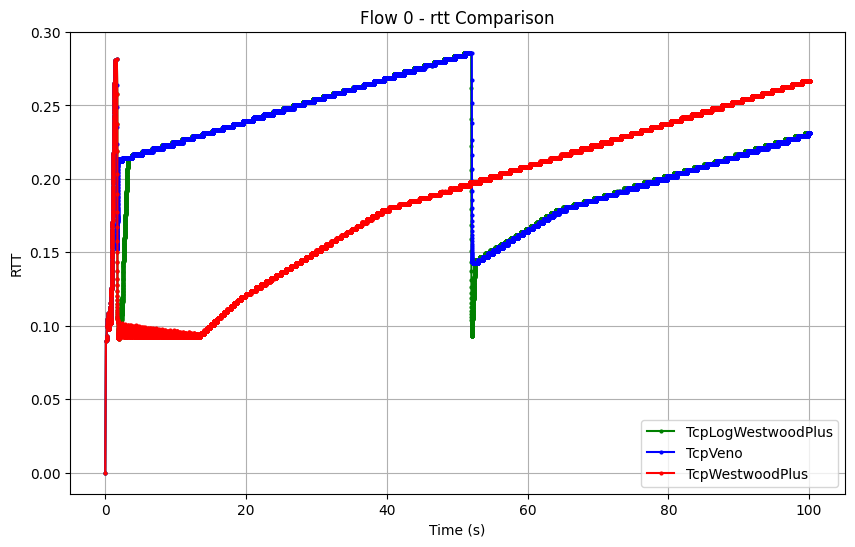 Flow 0 - rtt Comparison
RTT
0.30
0.25
0.20
0.15
0.10
0.05
0.00
0
20
40
60
80
100
Time (s)
TcpLogWestwoodPlus
TcpVeno
TcpWestwoodPlus